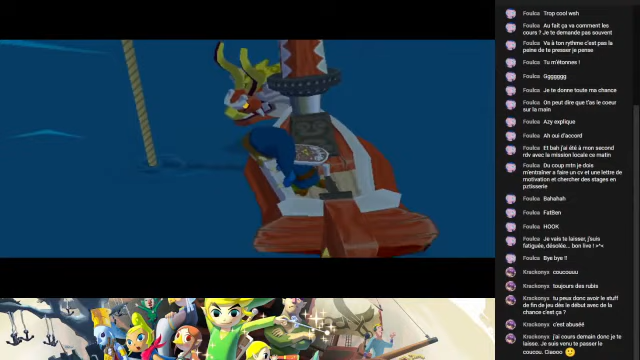 Foulca Trop cool weh
Foulca Au fait ça va comment les
cours ? Je te demande pas souvent
Foulca Va à ton rythme c'est pas la
peine de te presser je pense
Foulca Tu m'étonnes !
Foulca Ggggggg
Foulca Je te donne toute ma chance
Foulca On peut dire que t'as le coeur
sur la main
Foulca Azy explique
Foulca Ah oui d'accord
Foulca Et bah j'ai été à mon second
rdv avec la mission locale ce matin
Foulca Du coup mtn je dois
m'entraîner a faire un cv et une lettre de
motivation et chercher des stages en
prtisserie
Foulca Bahahah
Foulca FatBen
Foulca HOOK
Foulca Je vais te laisser, j'suis
fatiguée, désolée... bon live ! >^<
Foulca Bye bye !!
Krackonyx coucouuu
Krackonyx toujours des rubis
Krackonyx tu peux donc avoir le stuff
de fin de jeu dès le début avec de
la chance c'est ça ?
Krackonyx c'est abuséé
Krackonyx j'ai cours demain donc je te
laisse. Je suis venu te passer le
coucou. Ciaooo